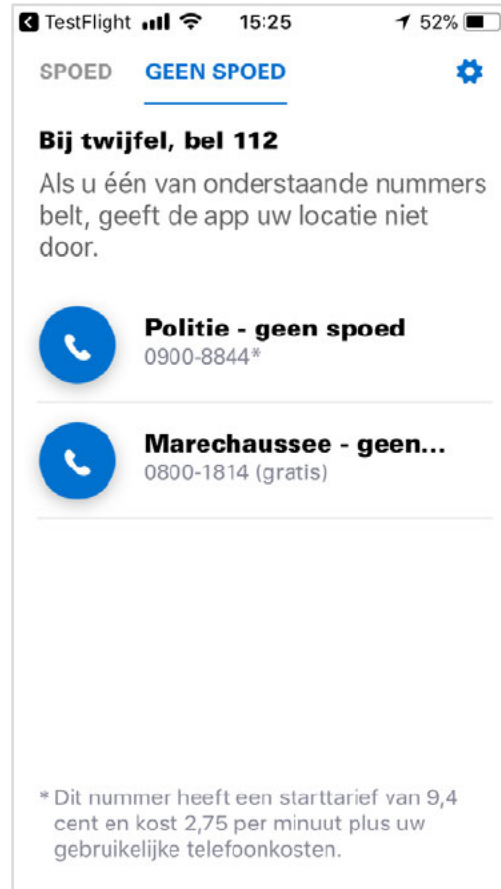 TestFlight 15:25 52%
SPOED GEEN SPOED
Bij twijfel, bel 112
Als u één van onderstaande nummers
belt, geeft de app uw locatie niet
door.
Politie - geen spoed
0900-8844*
Marechaussee - geen...
0800-1814 (gratis)
* Dit nummer heeft een starttarief van 9,4
cent en kost 2,75 per minuut plus uw
gebruikelijke telefoonkosten.